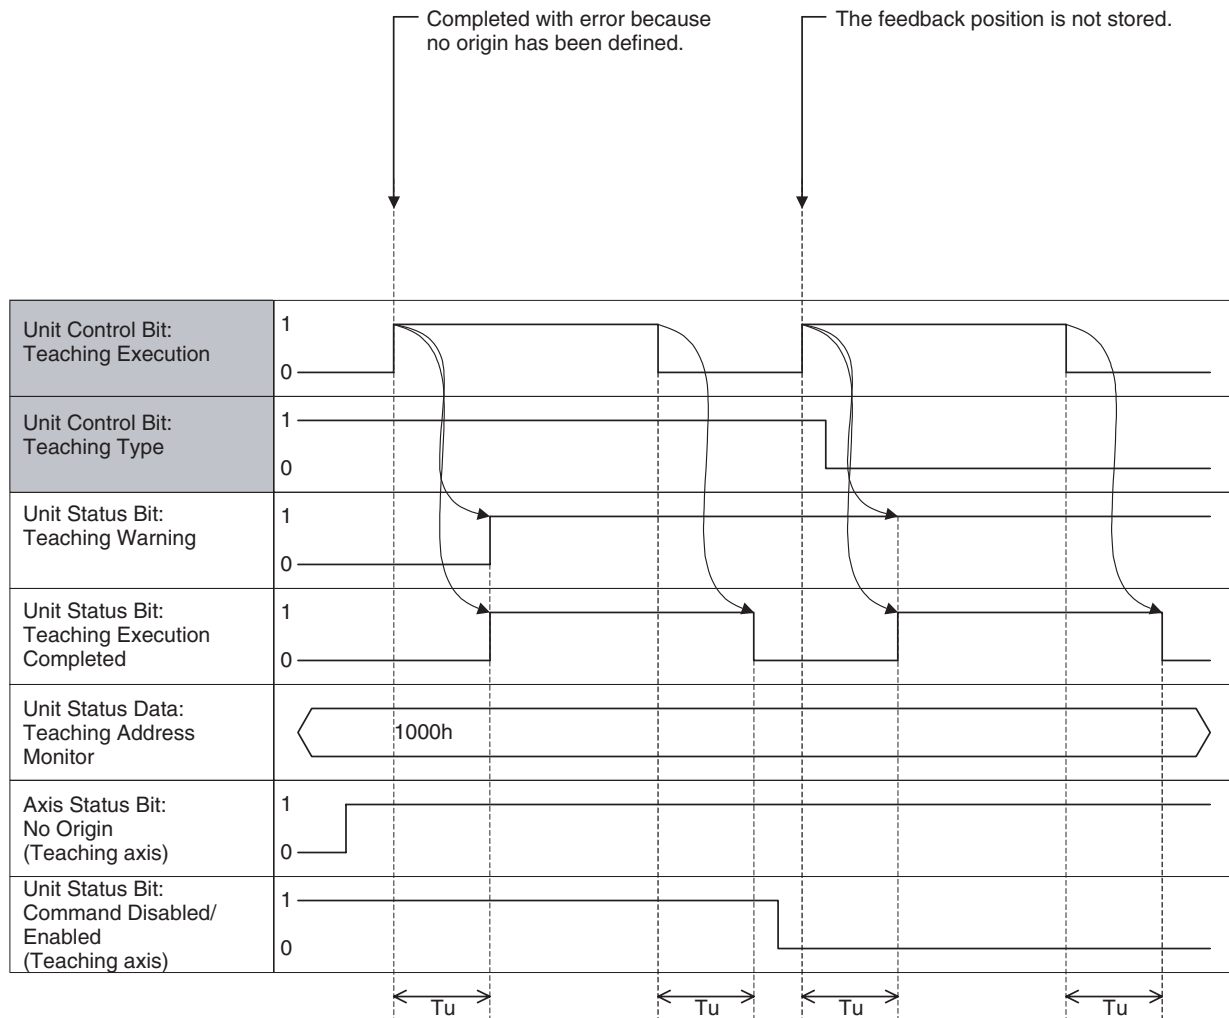 Completed with error because
no origin has been defined.
The feedback position is not stored.
Unit Control Bit:
Teaching Execution
1
0
Unit Control Bit:
Teaching Type
1
0
Unit Status Bit:
Teaching Warning
1
0
Unit Status Bit:
Teaching Execution
Completed
1
0
Unit Status Data:
Teaching Address
Monitor
1000h
Axis Status Bit:
No Origin
(Teaching axis)
1
0
Unit Status Bit:
Command Disabled/
Enabled
(Teaching axis)
1
0
Tu
Tu
Tu
Tu